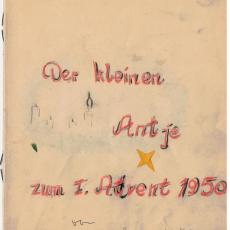 Der kleinen
Antje
zum I. Advent 1950